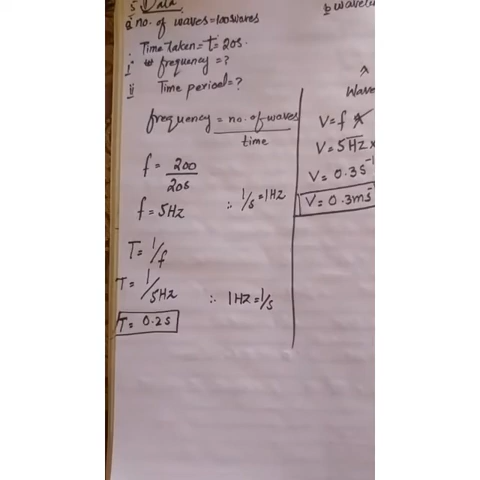 5 Data
a no. of waves = 100 waves
Time taken = t = 20s.
i frequency = ?
ii Time period = ?
frequency = no. of waves
time
f = 200
20s
f = 5Hz ∴ 1/s = 1Hz
T = 1/f
T = 1/5Hz ∴ 1Hz = 1/s
T = 0.2s
b
λ
V = f λ
V = 5Hz x
V = 0.3s⁻¹
V = 0.3ms⁻